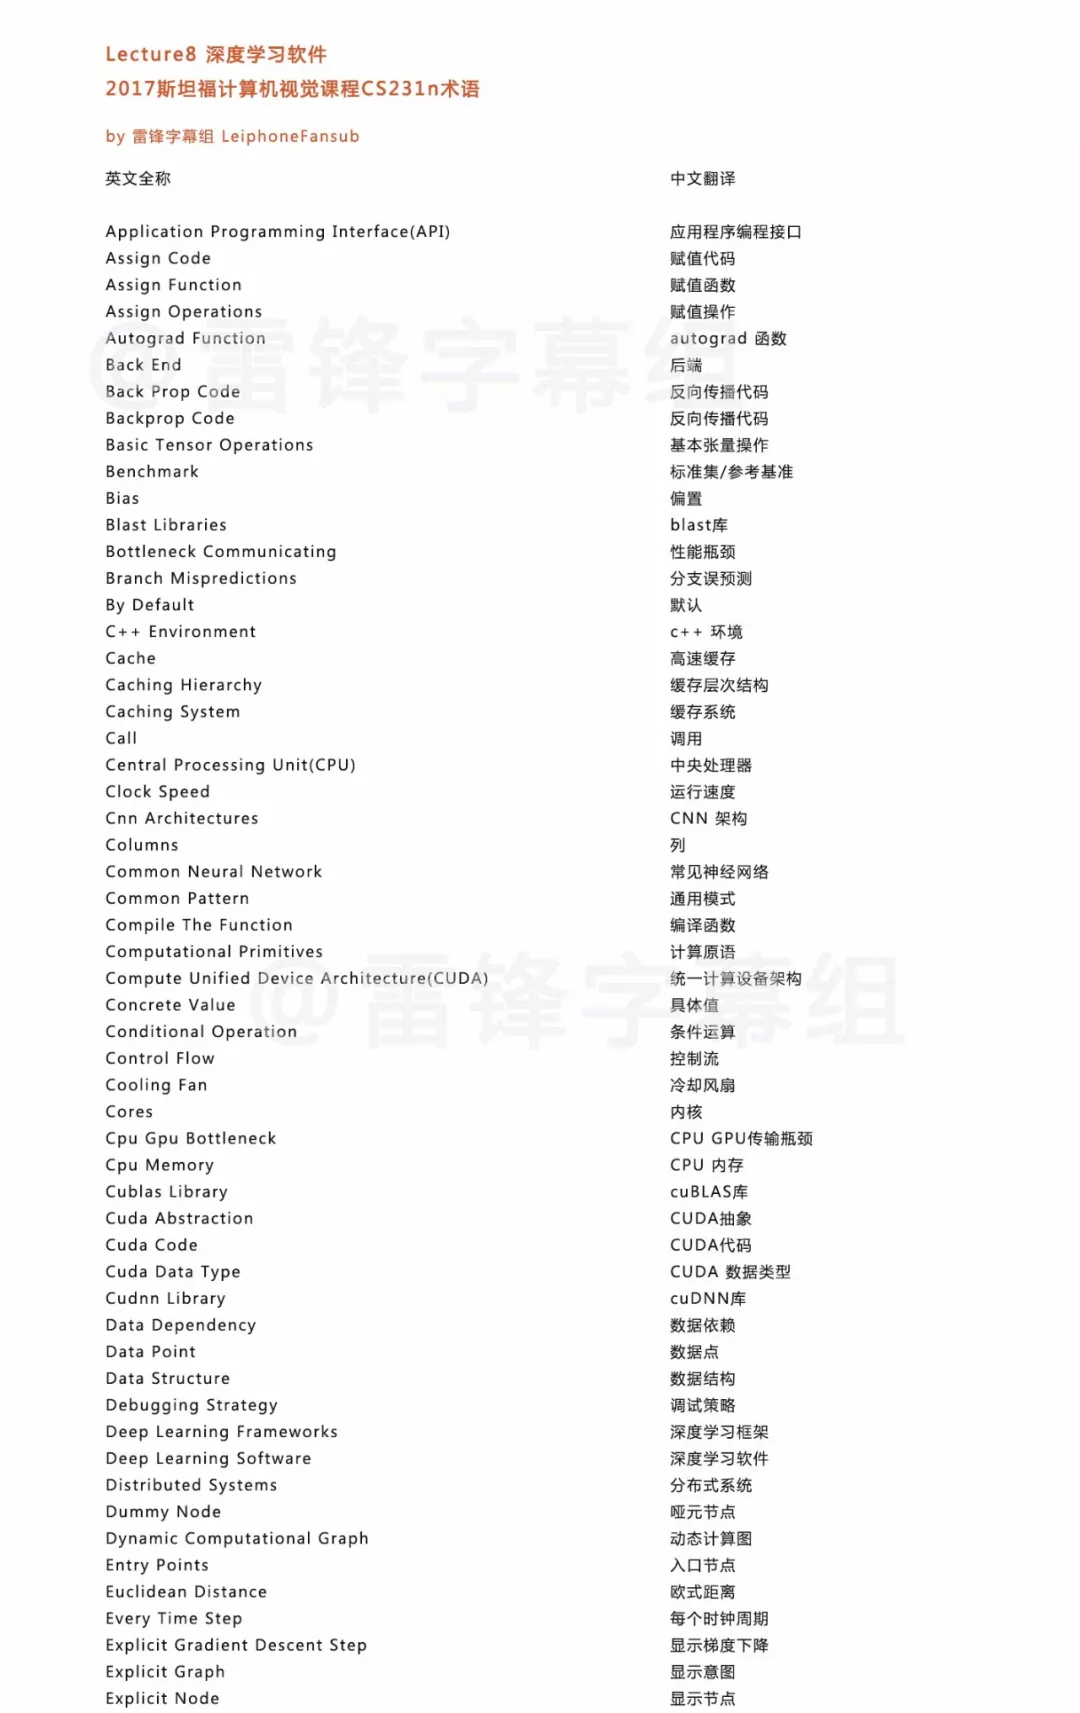 Lecture8 深度学习软件
2017斯坦福计算机视觉课程CS231n术语
by 雷锋字幕组 LeiphoneFansub
英文全称 中文翻译
Application Programming Interface(API) 应用程序编程接口
Assign Code 赋值代码
Assign Function 赋值函数
Assign Operations 赋值操作
@雷锋字幕组
Autograd Function autograd 函数
Back End 后端
Back Prop Code 反向传播代码
Backprop Code 反向传播代码
Basic Tensor Operations 基本张量操作
Benchmark 标准集/参考基准
Bias 偏置
Blast Libraries blast库
Bottleneck Communicating 性能瓶颈
Branch Mispredictions 分支误预测
By Default 默认
C++ Environment c++ 环境
Cache 高速缓存
Caching Hierarchy 缓存层次结构
Caching System 缓存系统
Call 调用
Central Processing Unit(CPU) 中央处理器
Clock Speed 运行速度
Cnn Architectures CNN 架构
Columns 列
Common Neural Network 常见神经网络
Common Pattern 通用模式
Compile The Function 编译函数
Computational Primitives 计算原语
Compute Unified Device Architecture(CUDA) 统一计算设备架构
@雷锋字幕组
Concrete Value 具体值
Conditional Operation 条件运算
Control Flow 控制流
Cooling Fan 冷却风扇
Cores 内核
Cpu Gpu Bottleneck CPU GPU传输瓶颈
Cpu Memory CPU 内存
Cublas Library cuBLAS库
Cuda Abstraction CUDA抽象
Cuda Code CUDA代码
Cuda Data Type CUDA 数据类型
Cudnn Library cuDNN库
Data Dependency 数据依赖
Data Point 数据点
Data Structure 数据结构
Debugging Strategy 调试策略
Deep Learning Frameworks 深度学习框架
Deep Learning Software 深度学习软件
Distributed Systems 分布式系统
Dummy Node 哑元节点
Dynamic Computational Graph 动态计算图
Entry Points 入口节点
Euclidean Distance 欧式距离
Every Time Step 每个时钟周期
Explicit Gradient Descent Step 显示梯度下降
Explicit Graph 显示意图
Explicit Node 显示节点